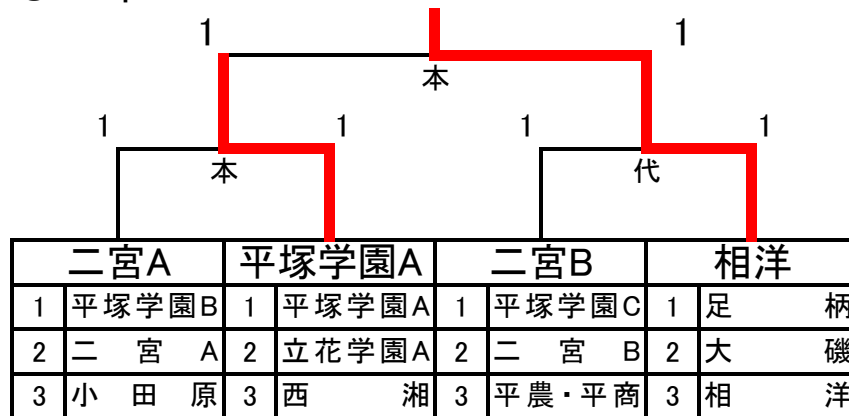 1 1
本
1 1 1 1
本 代
二宮A 平塚学園A 二宮B 相洋
1 平塚学園B 1 平塚学園A 1 平塚学園C 1 足柄
2 二宮A 2 立花学園A 2 二宮B 2 大磯
3 小田原 3 西湘 3 平農・平商 3 相洋